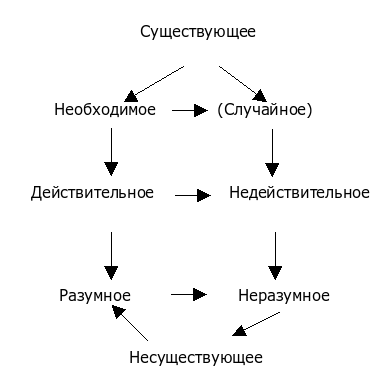 Существующее
Необходимое (Случайное)
Действительное Недействительное
Разумное Неразумное
Несуществующее